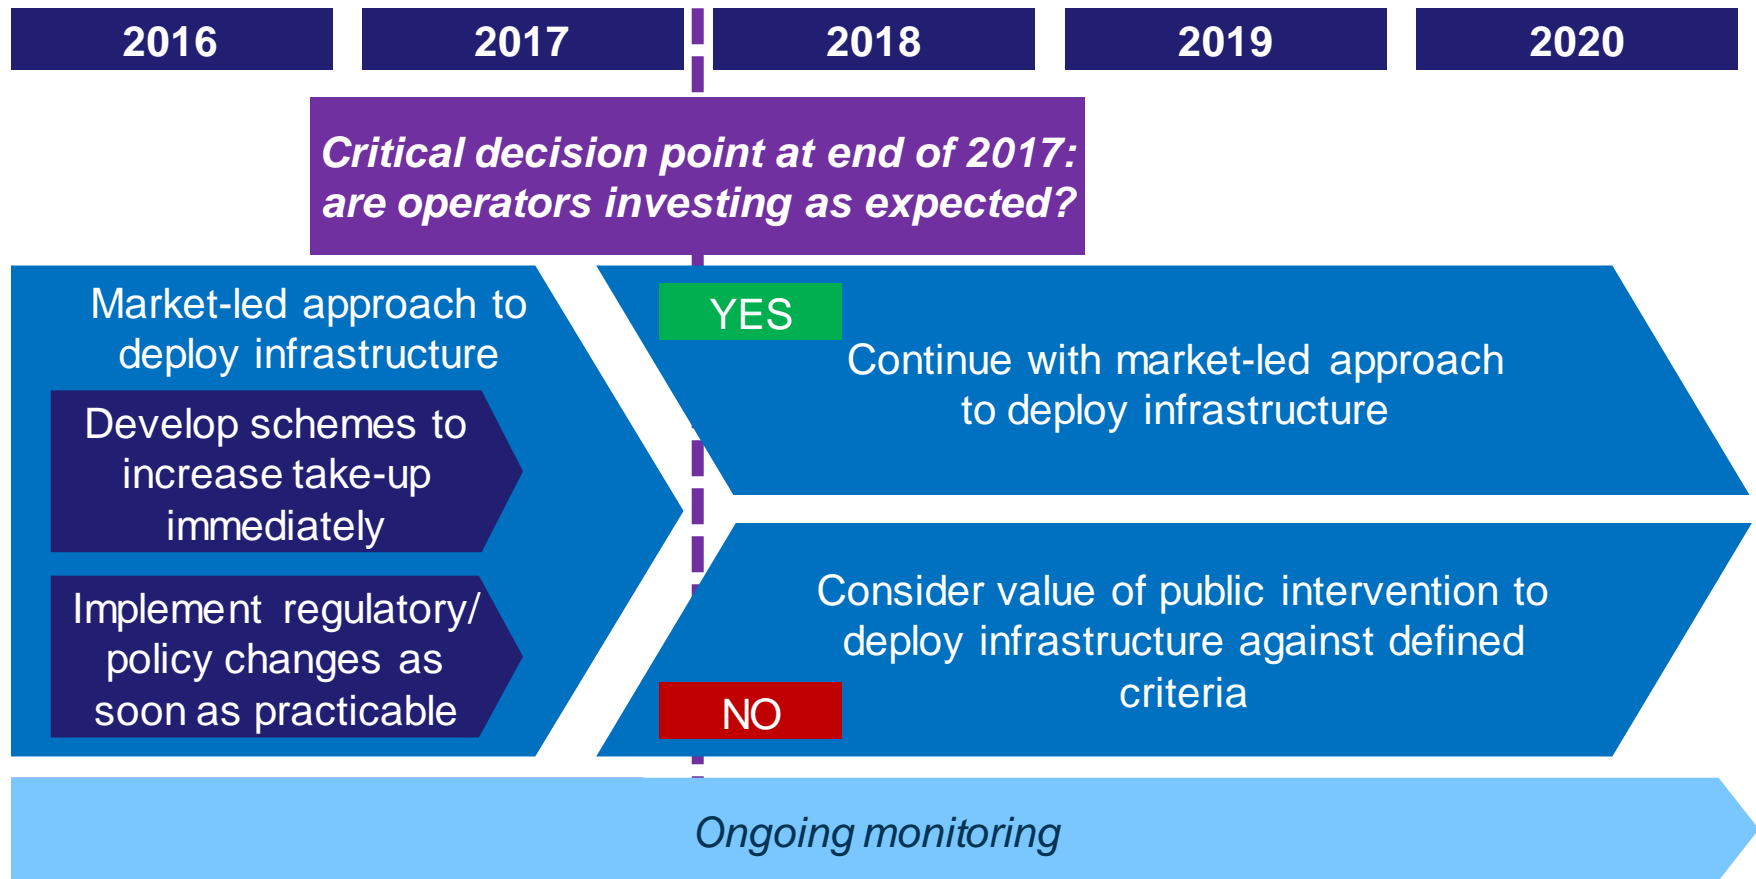 2016
2017
2018
2019
2020
Critical decision point at end of 2017:
are operators investing as expected?
Market-led approach to
deploy infrastructure
Develop schemes to
increase take-up
immediately
Implement regulatory/
policy changes as
soon as practicable
YES
Continue with market-led approach
to deploy infrastructure
Consider value of public intervention to
deploy infrastructure against defined
criteria
NO
Ongoing monitoring